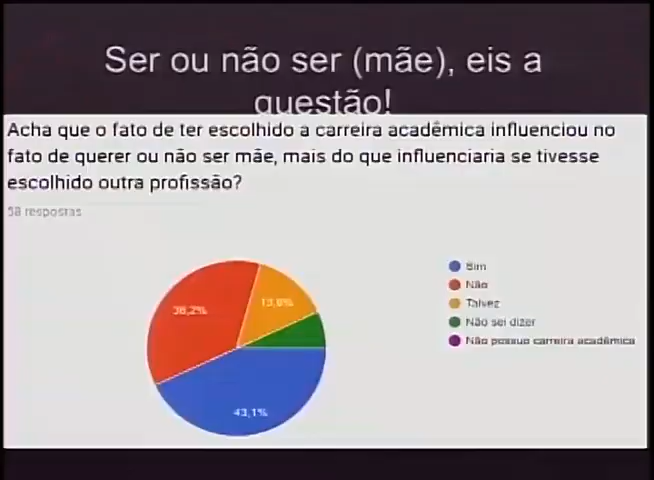 Ser ou não ser (mãe), eis a
questão!
Acha que o fato de ter escolhido a carreira acadêmica influenciou no
fato de querer ou não ser mãe, mais do que influenciaria se tivesse
escolhido outra profissão?
58 respostas
Sim
Não
Talvez
Não sei dizer
Não possuo carreira acadêmica
36,2%
13,8%
43,1%